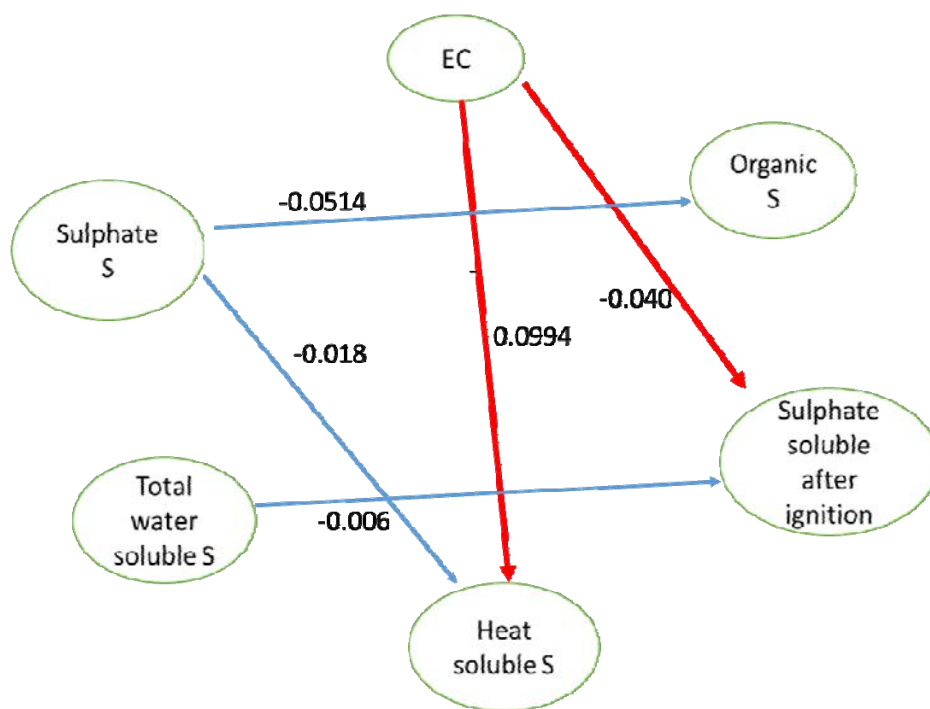 EC
Organic
S
-0.0514
Sulphate
S
-
-0.040
0.0994
-0.018
Sulphate
soluble
after
ignition
Total
water
soluble S
-0.006
Heat
soluble S